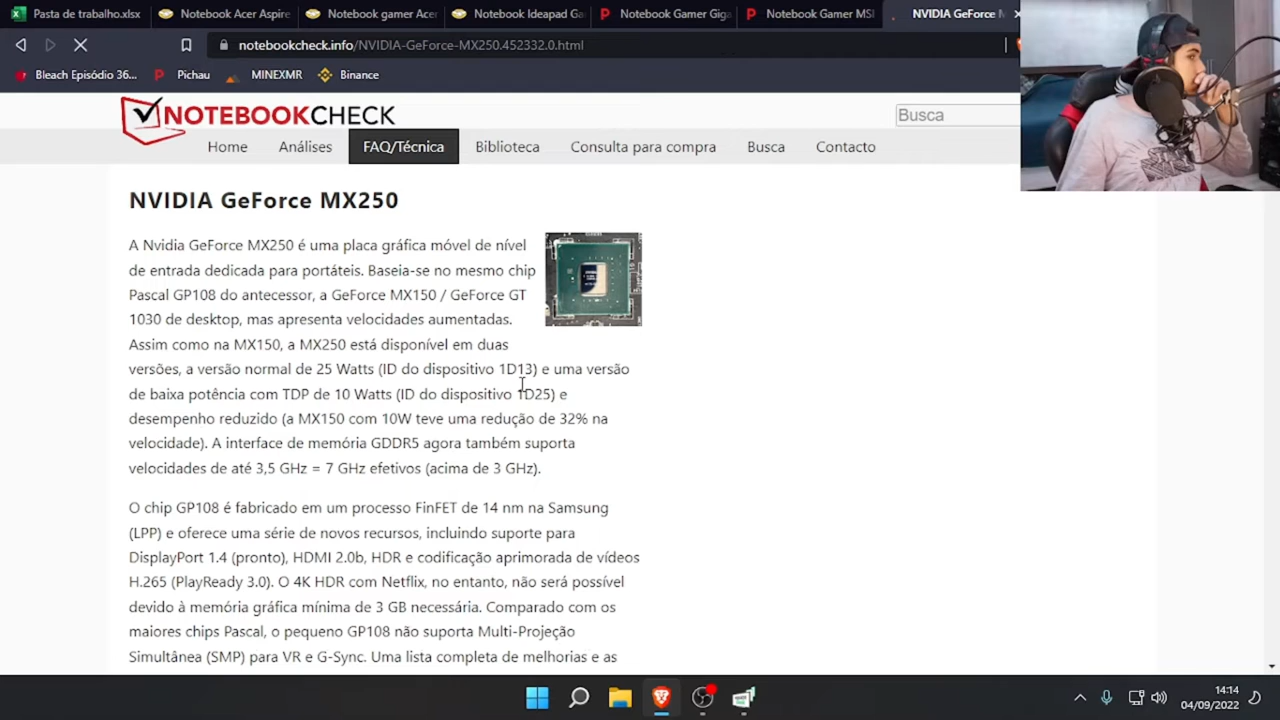 Pasta de trabalho.xlsx
Notebook Acer Aspire
Notebook gamer Acer
Notebook Ideapad Ga
Notebook Gamer Giga
Notebook Gamer MSI
NVIDIA GeForce M
notebookcheck.info/NVIDIA-GeForce-MX250.452332.0.html
Bleach Episódio 36...
Pichau
MINEXMR
Binance
NOTEBOOKCHECK
Busca
Home
Análises
FAQ/Técnica
Biblioteca
Consulta para compra
Busca
Contacto
NVIDIA GeForce MX250
A Nvidia GeForce MX250 é uma placa gráfica móvel de nível
de entrada dedicada para portáteis. Baseia-se no mesmo chip
Pascal GP108 do antecessor, a GeForce MX150 / GeForce GT
1030 de desktop, mas apresenta velocidades aumentadas.
Assim como na MX150, a MX250 está disponível em duas
versões, a versão normal de 25 Watts (ID do dispositivo 1D13) e uma versão
de baixa potência com TDP de 10 Watts (ID do dispositivo 1D25) e
desempenho reduzido (a MX150 com 10W teve uma redução de 32% na
velocidade). A interface de memória GDDR5 agora também suporta
velocidades de até 3,5 GHz = 7 GHz efetivos (acima de 3 GHz).
O chip GP108 é fabricado em um processo FinFET de 14 nm na Samsung
(LPP) e oferece uma série de novos recursos, incluindo suporte para
DisplayPort 1.4 (pronto), HDMI 2.0b, HDR e codificação aprimorada de vídeos
H.265 (PlayReady 3.0). O 4K HDR com Netflix, no entanto, não será possível
devido à memória gráfica mínima de 3 GB necessária. Comparado com os
maiores chips Pascal, o pequeno GP108 não suporta Multi-Projeção
Simultânea (SMP) para VR e G-Sync. Uma lista completa de melhorias e as
14:14
04/09/2022